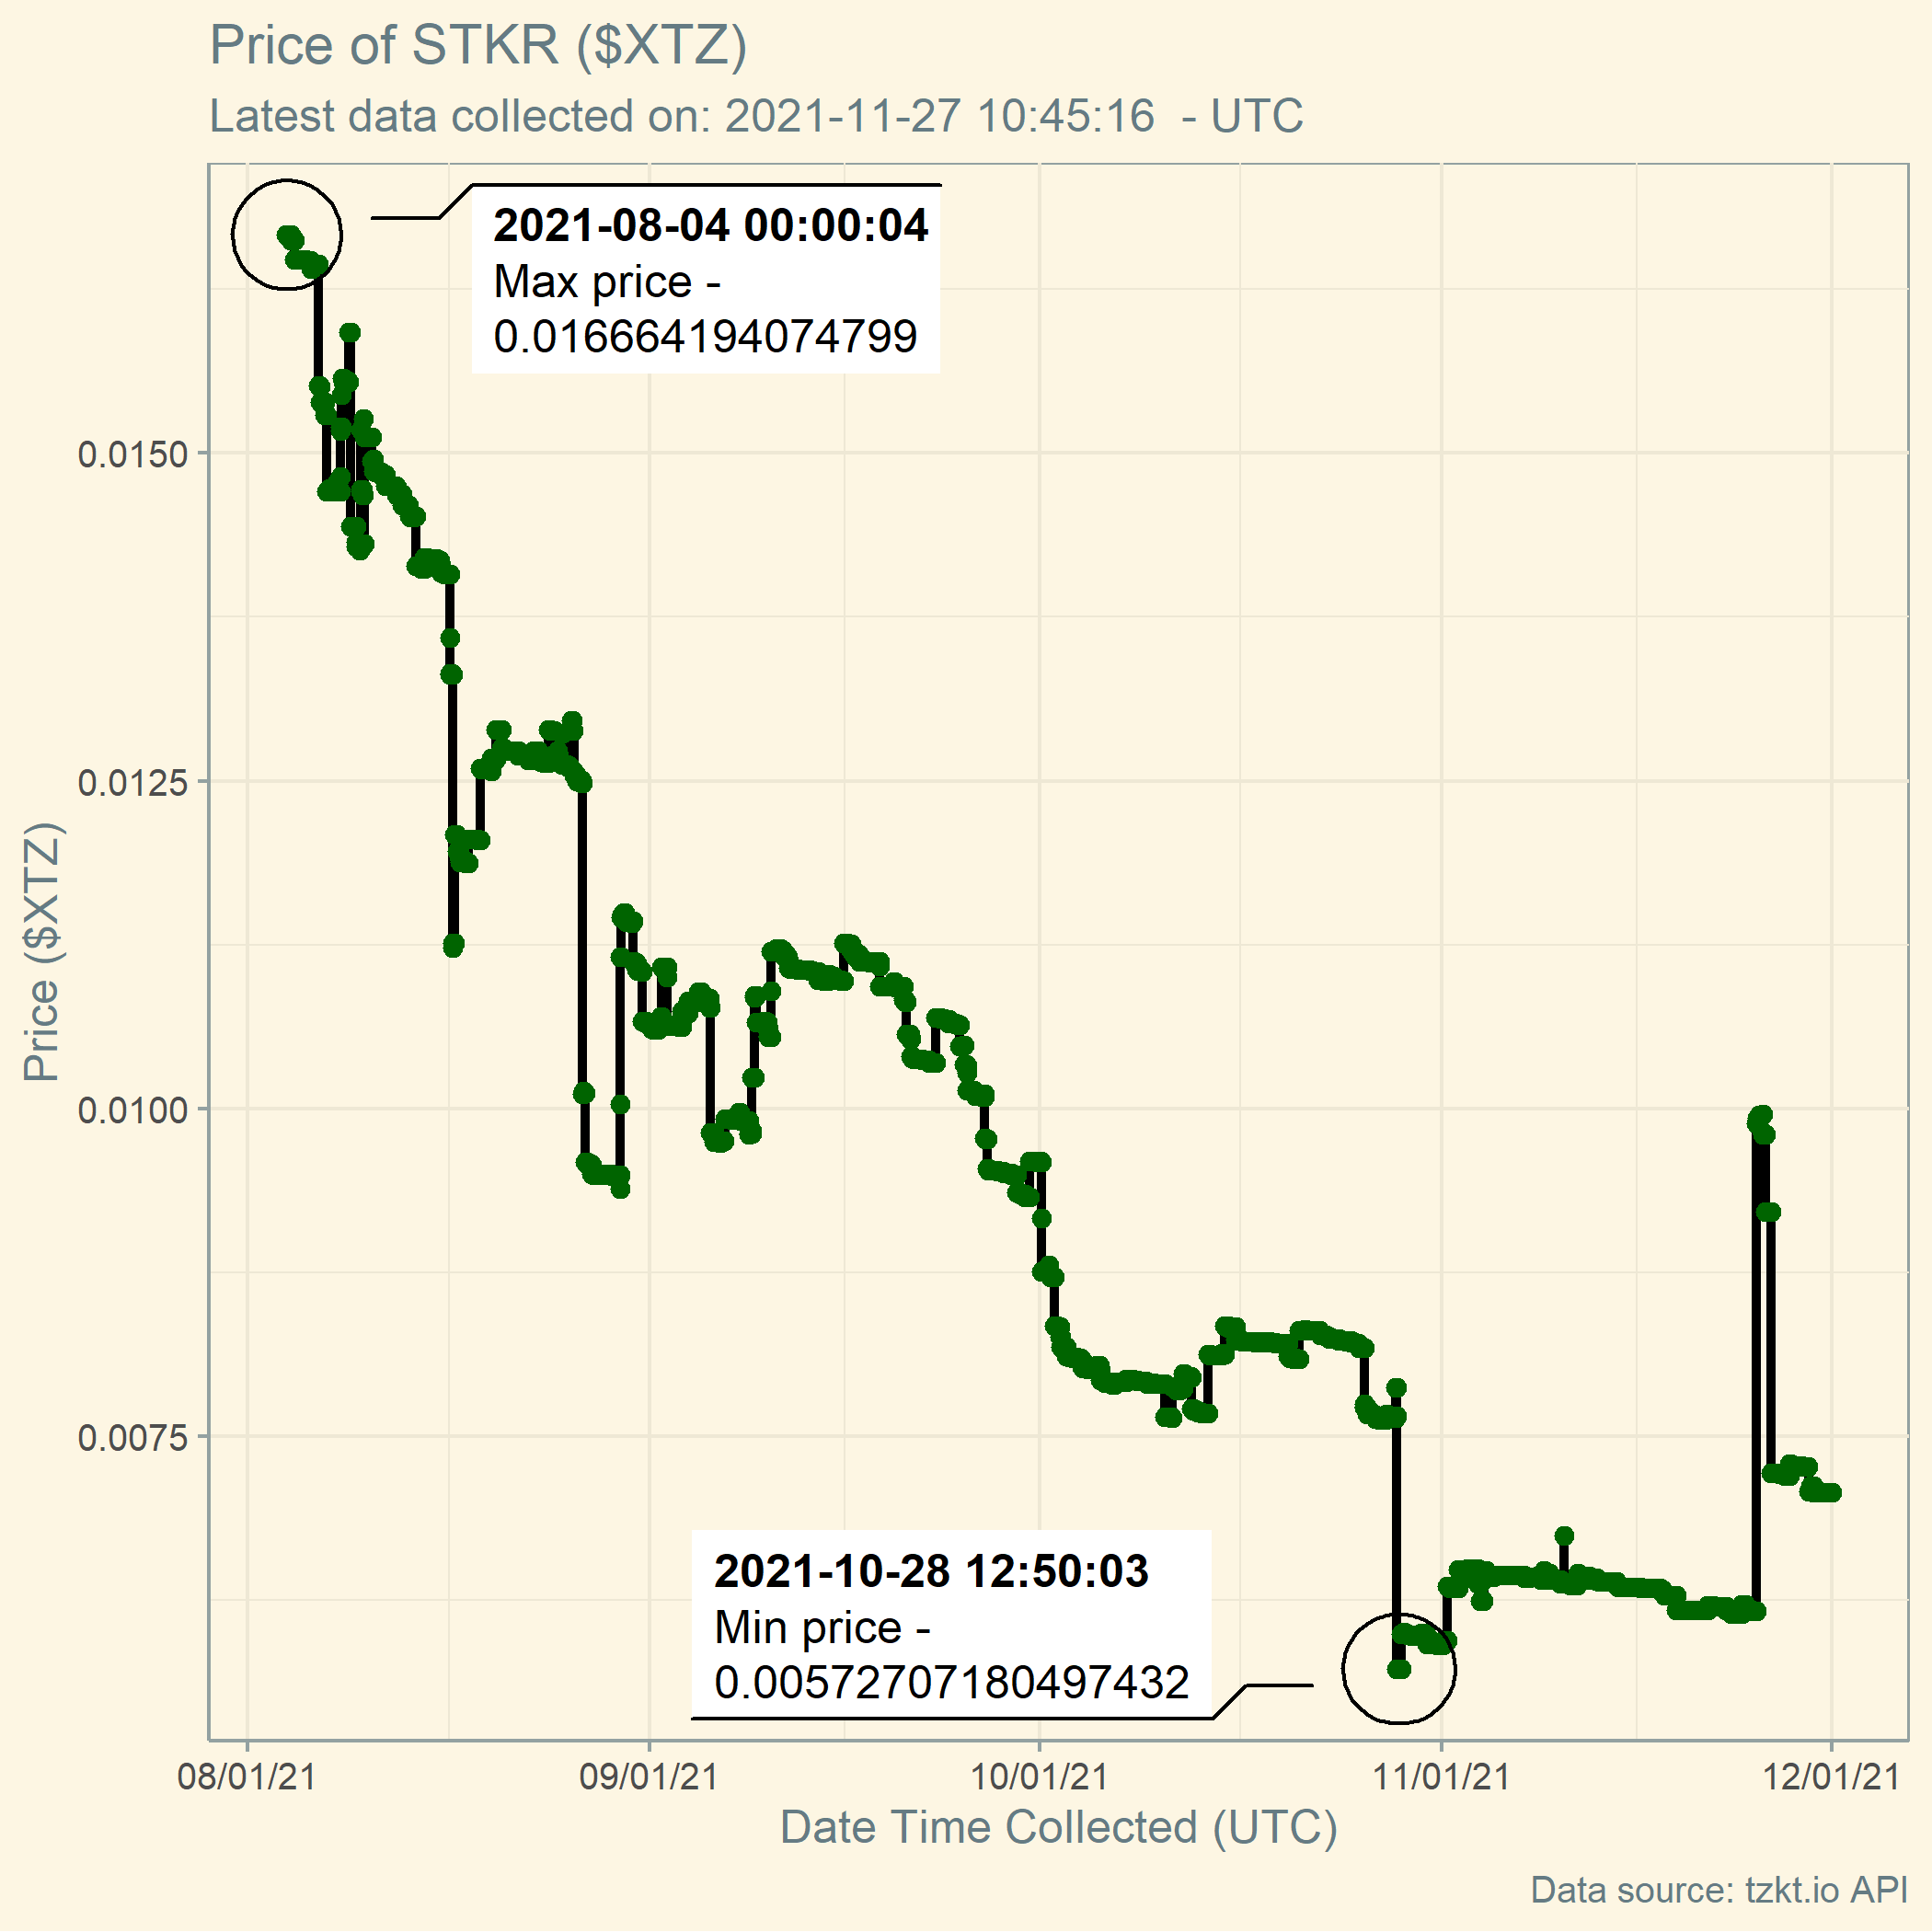 Price of STKR ($XTZ)
Latest data collected on: 2021-11-27 10:45:16  - UTC
2021-08-04 00:00:04
Max price -
0.016664194074799
0.0150
0.0125
0.0100
0.0075
Price ($XTZ)
2021-10-28 12:50:03
Min price -
0.00572707180497432
08/01/21
09/01/21
10/01/21
11/01/21
12/01/21
Date Time Collected (UTC)
Data source: tzkt.io API